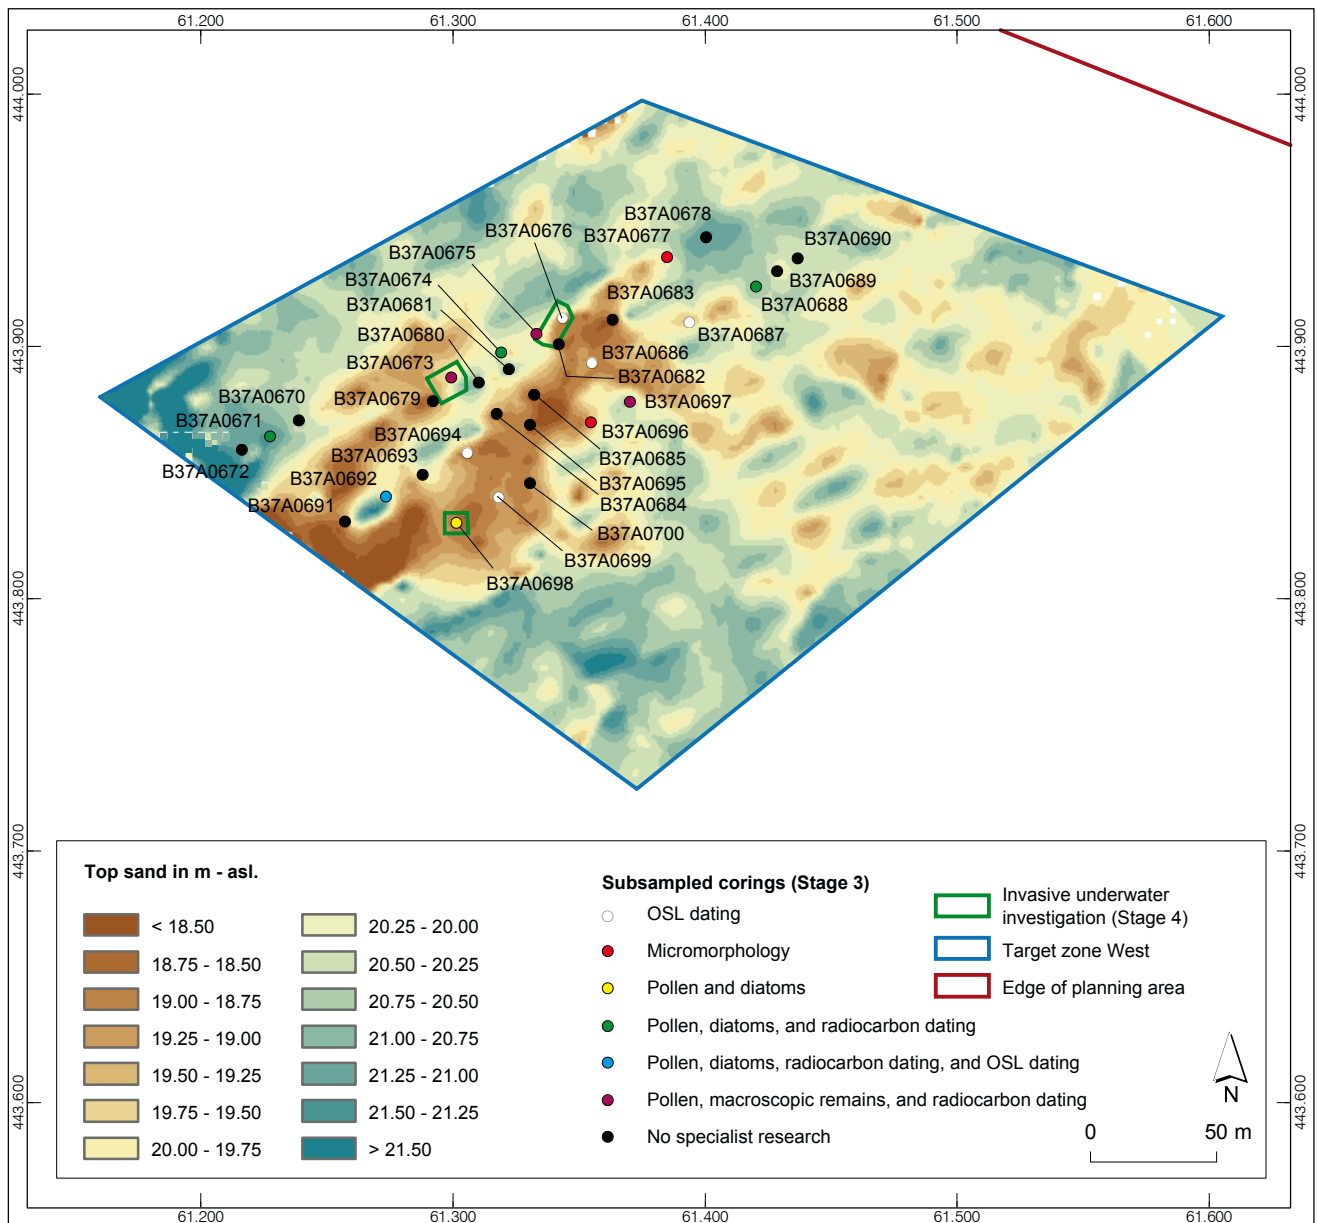 61.200 61.300 61.400 61.500 61.600
444.000 444.000
B37A0678
B37A0676 B37A0677 B37A0690
B37A0675
B37A0674 B37A0689
B37A0681 B37A0683 B37A0688
B37A0680 B37A0687
443.900 443.900
B37A0673 B37A0686
B37A0682
B37A0670 B37A0679 B37A0697
B37A0671 B37A0694 B37A0696
B37A0672 B37A0693 B37A0685
B37A0692 B37A0695
B37A0691 B37A0684
B37A0700
B37A0699
B37A0698
443.800 443.800
443.700 443.700
Top sand in m - asl.
< 18.50
18.75 - 18.50
19.00 - 18.75
19.25 - 19.00
19.50 - 19.25
19.75 - 19.50
20.00 - 19.75
20.25 - 20.00
20.50 - 20.25
20.75 - 20.50
21.00 - 20.75
21.25 - 21.00
21.50 - 21.25
> 21.50
Subsampled corings (Stage 3)
OSL dating
Micromorphology
Pollen and diatoms
Pollen, diatoms, and radiocarbon dating
Pollen, diatoms, radiocarbon dating, and OSL dating
Pollen, macroscopic remains, and radiocarbon dating
No specialist research
Invasive underwater
investigation (Stage 4)
Target zone West
Edge of planning area
N
0 50 m
443.600 443.600
61.200 61.300 61.400 61.500 61.600